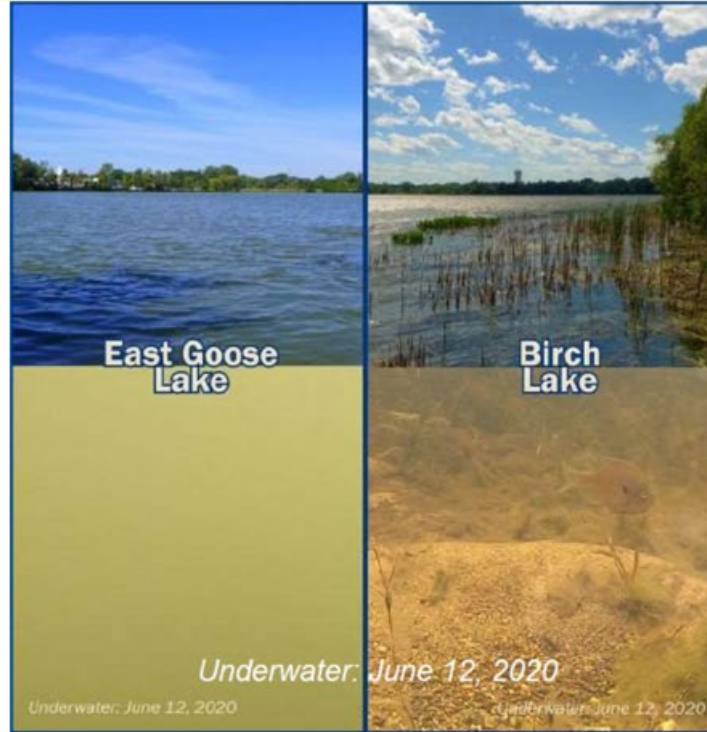 East Goose
Lake
Birch
Lake
Underwater: June 12, 2020
Underwater: June 12, 2020
Underwater: June 12, 2020